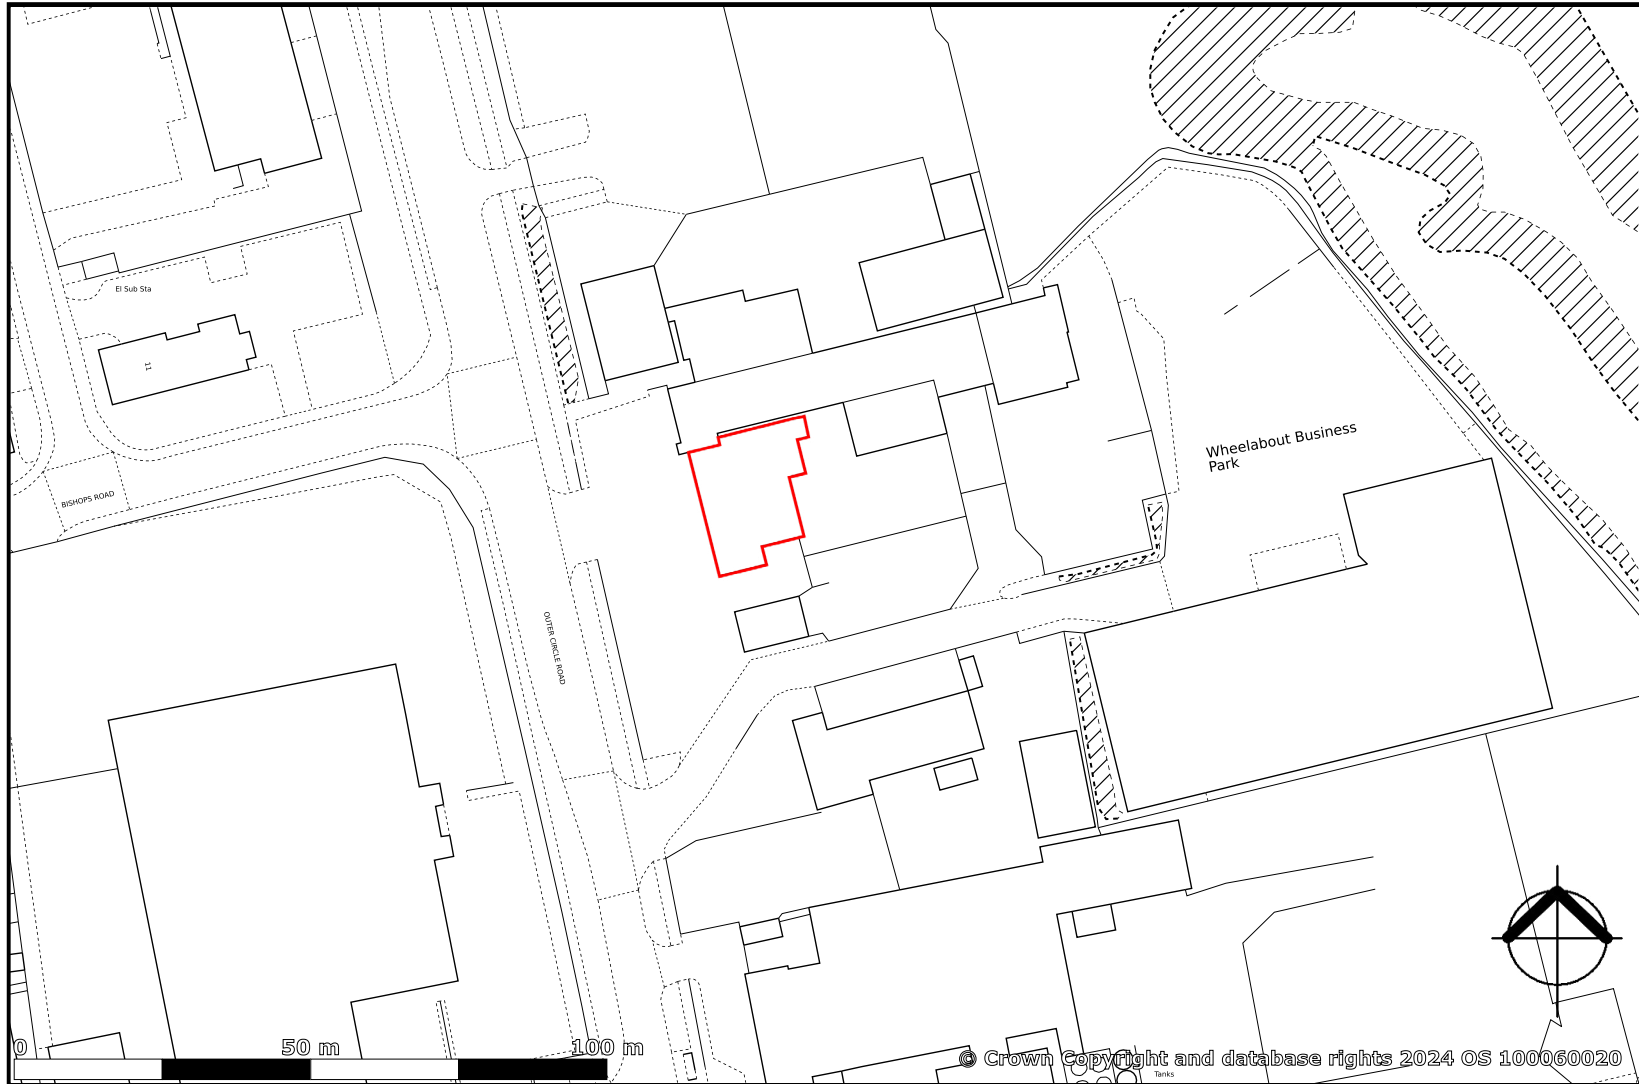 El Sub Sta
11
Wheelabout Business
Park
BISHOPS ROAD
OUTER CIRCLE ROAD
0
50 m
100 m
© Crown Copyright and database rights 2024 OS 100060020
Tanks